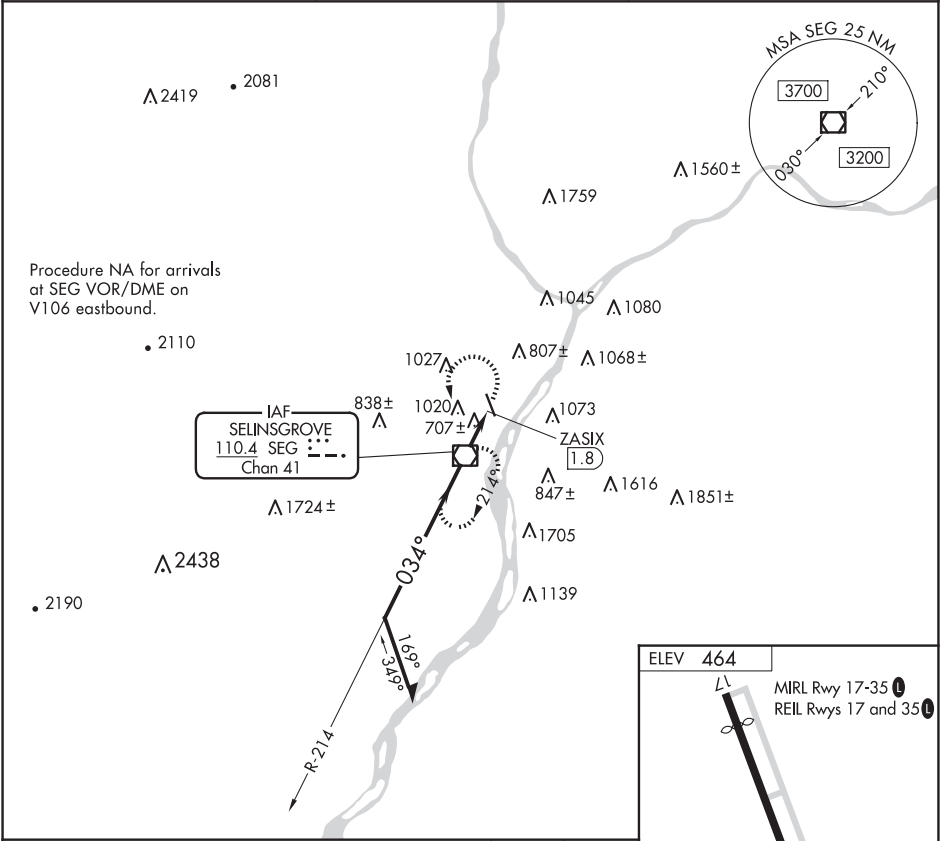 MSA SEG 25 NM
3700
210°
030°
3200
2419
2081
1560±
1759
Procedure NA for arrivals
at SEG VOR/DME on
V106 eastbound.
1045
1080
2110
1027
807±
1068±
IAF
SELINSGROVE
110.4 SEG
Chan 41
838±
1020
707±
1073
ZASIX
1.8
214°
847±
1616
1851±
1724±
1705
034°
2438
1139
2190
169°
349°
R-214
ELEV 464
17
MIRL Rwy 17-35 L
REIL Rwys 17 and 35 L